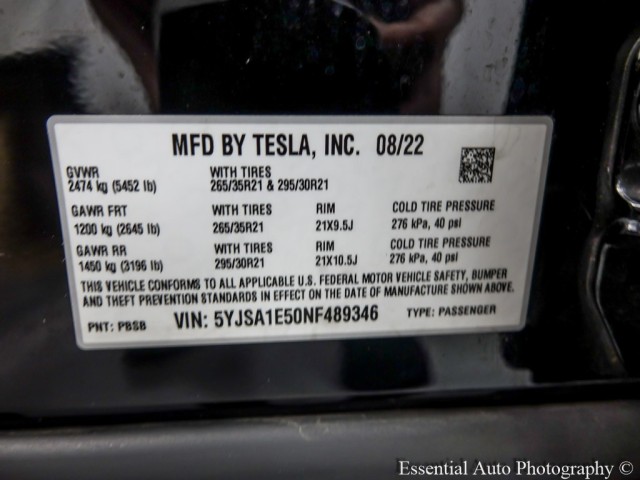 MFD BY TESLA, INC. 08/22
GVWR WITH TIRES
2474 kg (5452 lb) 265/35R21 & 295/30R21
GAWR FRT WITH TIRES RIM COLD TIRE PRESSURE
1200 kg (2645 lb) 265/35R21 21X9.5J 276 kPa, 40 psi
GAWR RR WITH TIRES RIM COLD TIRE PRESSURE
1450 kg (3196 lb) 295/30R21 21X10.5J 276 kPa, 40 psi
THIS VEHICLE CONFORMS TO ALL APPLICABLE U.S. FEDERAL MOTOR VEHICLE SAFETY, BUMPER
AND THEFT PREVENTION STANDARDS IN EFFECT ON THE DATE OF MANUFACTURE SHOWN ABOVE.
PNT: PBSB VIN: 5YJSA1E50NF489346 TYPE: PASSENGER
Essential Auto Photography (C)